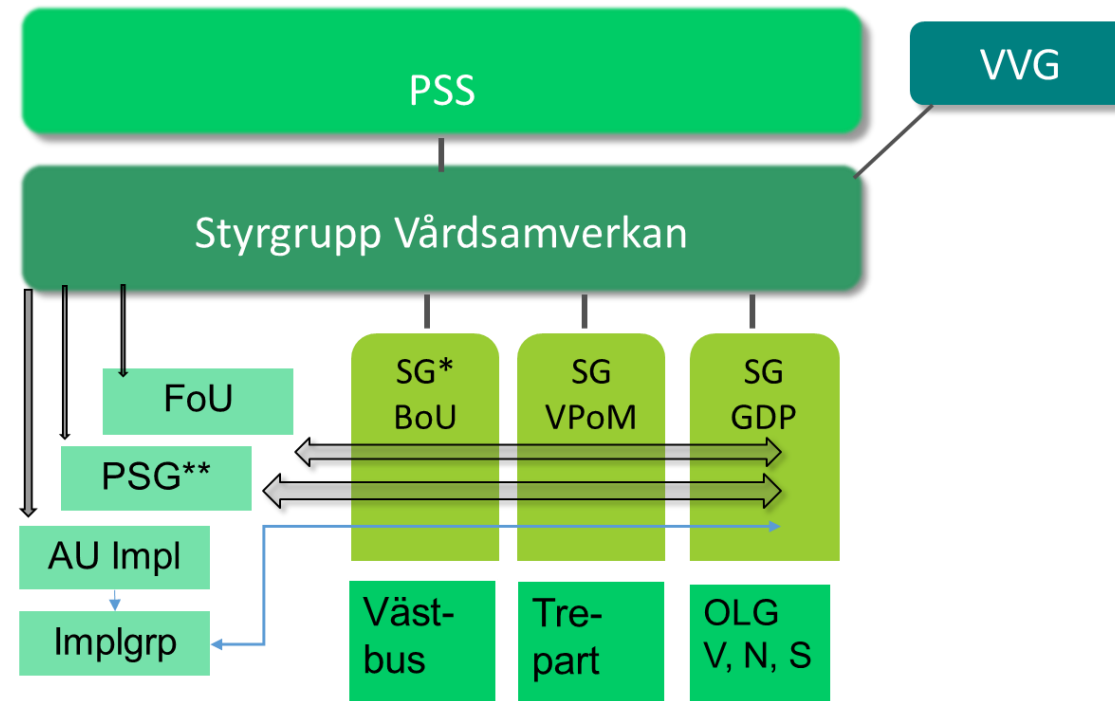 PSS
VVG
Styrgrupp Vårdsamverkan
FoU
PSG**
AU Impl
Implgrp
SG*
BoU
SG
VPoM
SG
GDP
Väst-
bus
Tre-
part
OLG
V, N, S